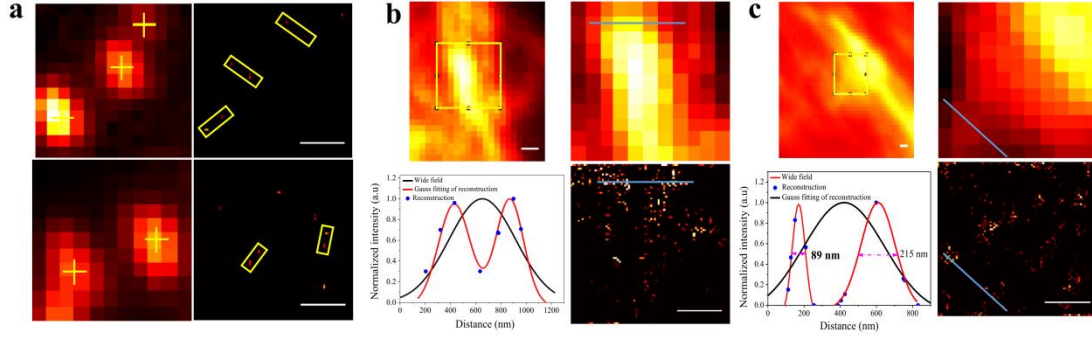 a
b
c
Normalized intensity (a.u)
1.2
1.0
0.8
0.6
0.4
0.2
0.0
Wide field
Gauss fitting of reconstruction
Reconstruction
0 200 400 600 800 1000 1200
Distance (nm)
Normalized intensity (a.u)
1.2
1.0
0.8
0.6
0.4
0.2
0.0
Wide field
Reconstruction
Gauss fitting of reconstruction
89 nm
215 nm
0 200 400 600 800
Distance (nm)